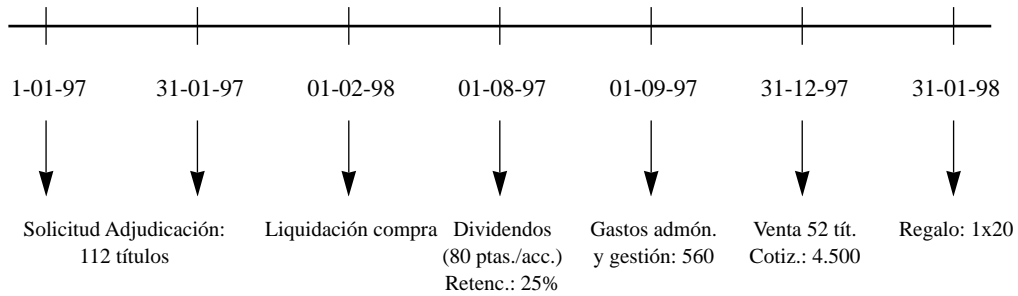 1-01-97 31-01-97 01-02-98 01-08-97 01-09-97 31-12-97 31-01-98
Solicitud Adjudicación: Liquidación compra Dividendos Gastos admón. Venta 52 tít. Regalo: 1x20
112 títulos (80 ptas./acc.) y gestión: 560 Cotiz.: 4.500
Retenc.: 25%